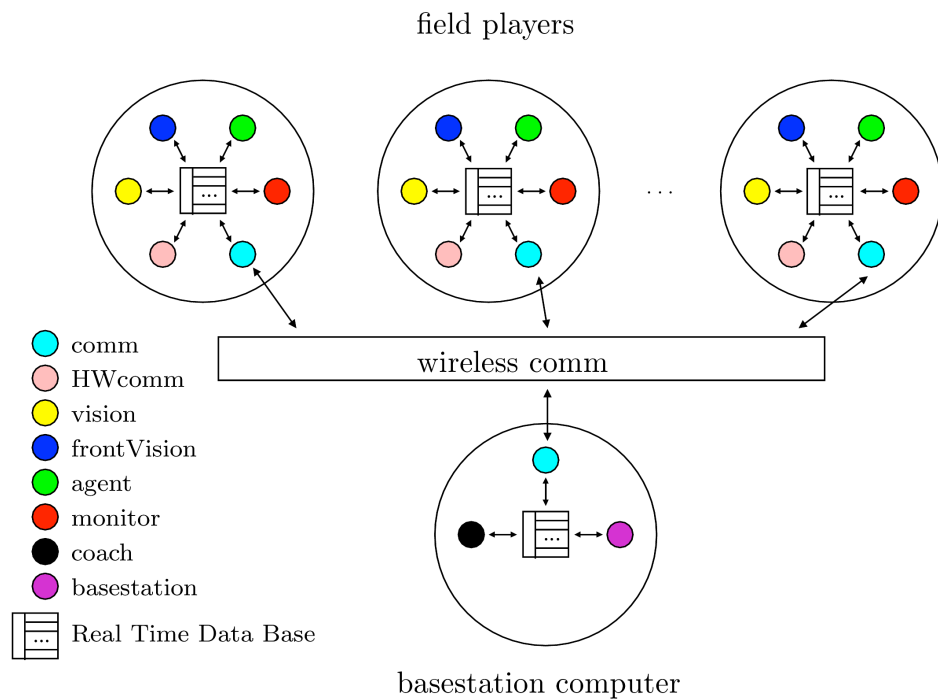 field players
...
...
...
. . .
wireless comm
comm
HWcomm
vision
frontVision
agent
monitor
coach
basestation
...
...
Real Time Data Base
basestation computer